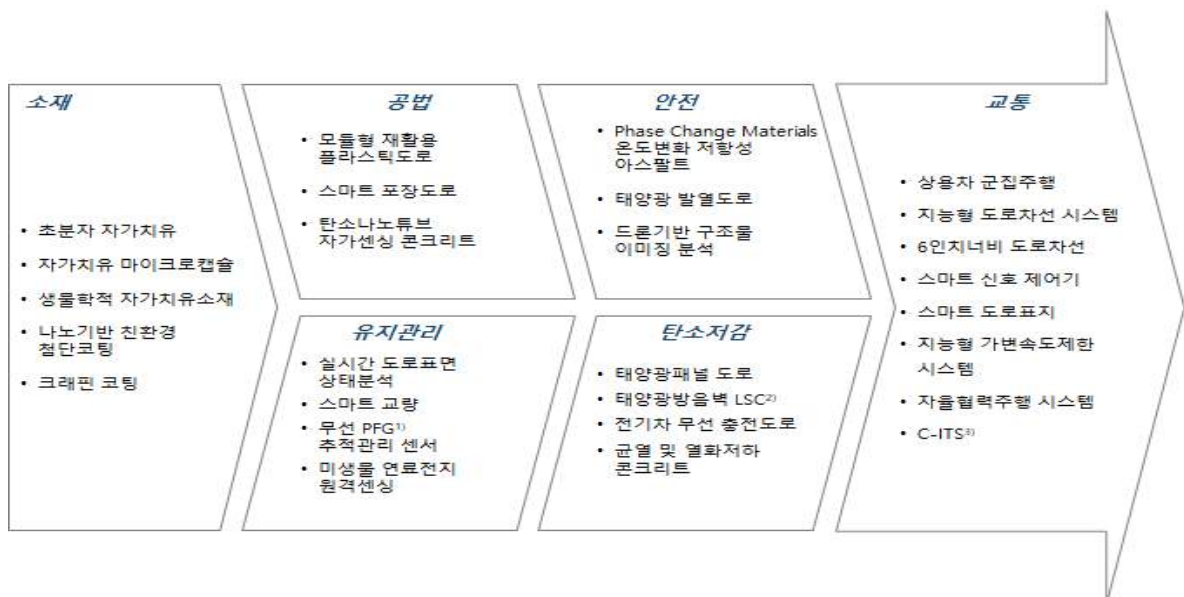 소재
• 초분자 자가치유
• 자가치유 마이크로캡슐
• 생물학적 자가치유소재
• 나노기반 친환경
첨단코팅
• 크래핀 코팅
공법
• 모듈형 재활용
플라스틱도로
• 스마트 포장도로
• 탄소나노튜브
자가센싱 콘크리트
안전
• Phase Change Materials
온도변화 저항성
아스팔트
• 태양광 발열도로
• 드론기반 구조물
이미징 분석
유지관리
• 실시간 도로표면
상태분석
• 스마트 교량
• 무선 PFG¹⁾
추적관리 센서
• 미생물 연료전지
원격센싱
탄소저감
• 태양광패널 도로
• 태양광방음벽 LSC²⁾
• 전기차 무선 충전도로
• 균열 및 열화저하
콘크리트
교통
• 상용차 군집주행
• 지능형 도로차선 시스템
• 6인치너비 도로차선
• 스마트 신호 제어기
• 스마트 도로표지
• 지능형 가변속도제한
시스템
• 자율협력주행 시스템
• C-ITS³⁾